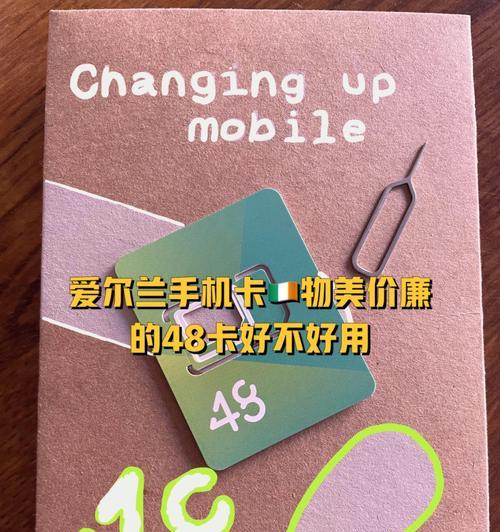 Changing up
mobile
爱尔兰手机卡🇮🇪物美价廉
的48卡好不好用
48
48